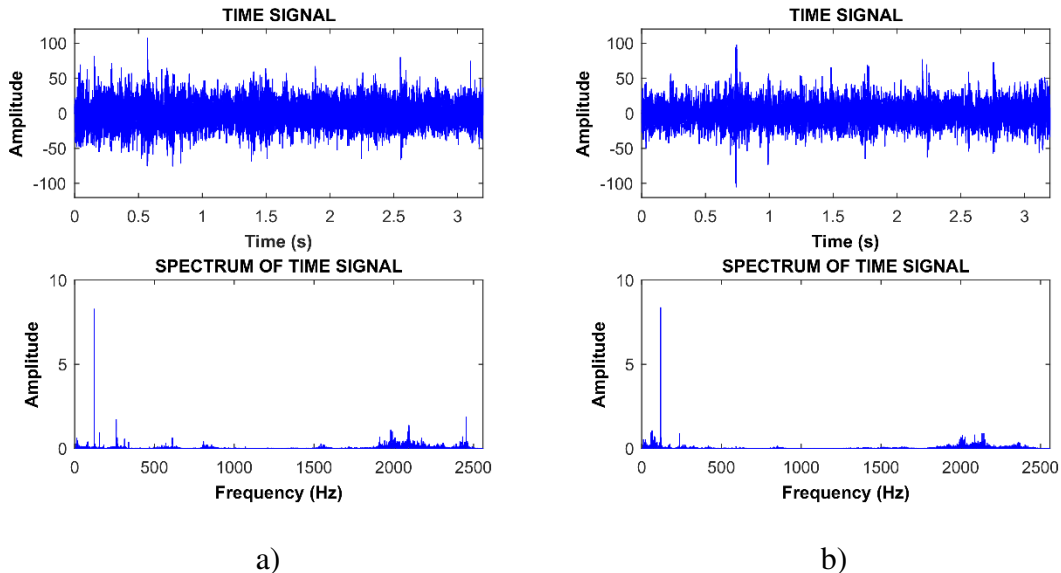 TIME SIGNAL
100
50
0
-50
-100
Amplitude
0 0.5 1 1.5 2 2.5 3
Time (s)
SPECTRUM OF TIME SIGNAL
10
5
0
Amplitude
0 500 1000 1500 2000 2500
Frequency (Hz)
a)
TIME SIGNAL
100
50
0
-50
-100
Amplitude
0 0.5 1 1.5 2 2.5 3
Time (s)
SPECTRUM OF TIME SIGNAL
10
5
0
Amplitude
0 500 1000 1500 2000 2500
Frequency (Hz)
b)